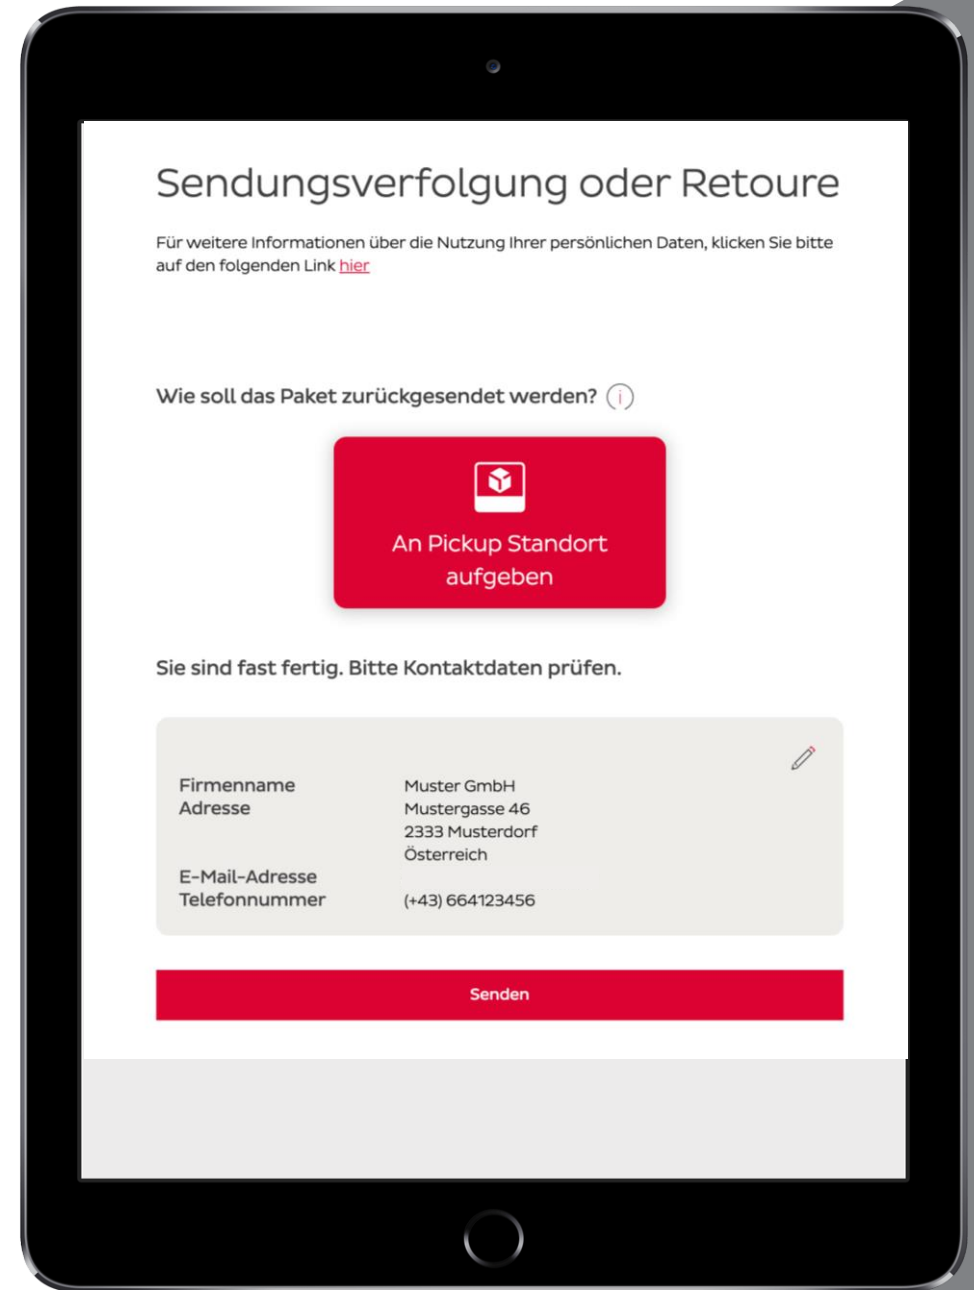 Sendungsverfolgung oder Retoure
Für weitere Informationen über die Nutzung Ihrer persönlichen Daten, klicken Sie bitte
auf den folgenden Link hier
Wie soll das Paket zurückgesendet werden? i
An Pickup Standort
aufgeben
Sie sind fast fertig. Bitte Kontaktdaten prüfen.
Firmenname Muster GmbH
Adresse Mustergasse 46
2333 Musterdorf
Österreich
E-Mail-Adresse
Telefonnummer (+43) 664123456
Senden